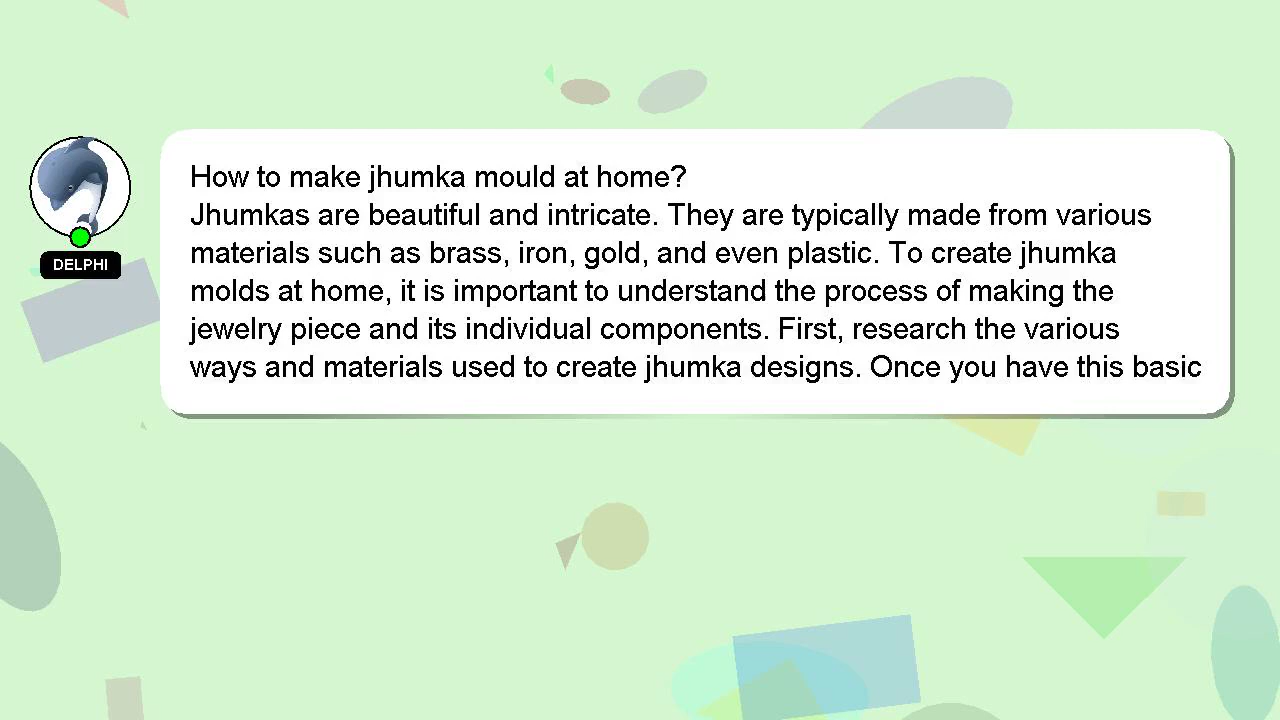 How to make jhumka mould at home?
Jhumkas are beautiful and intricate. They are typically made from various
materials such as brass, iron, gold, and even plastic. To create jhumka
molds at home, it is important to understand the process of making the
jewelry piece and its individual components. First, research the various
ways and materials used to create jhumka designs. Once you have this basic
DELPHI